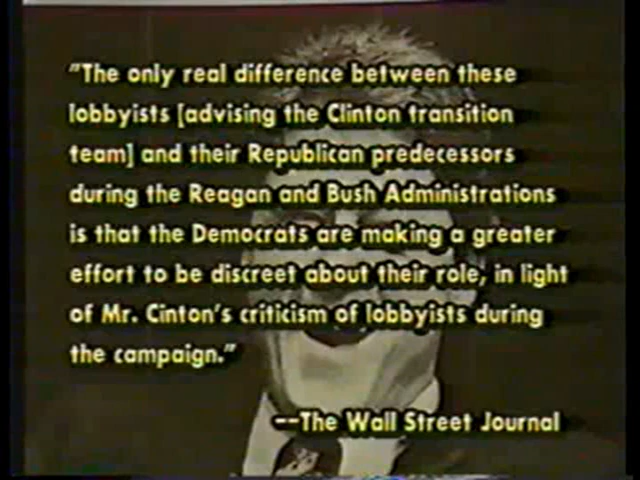 "The only real difference between these
lobbyists [advising the Clinton transition
team] and their Republican predecessors
during the Reagan and Bush Administrations
is that the Democrats are making a greater
effort to be discreet about their role, in light
of Mr. Cinton's criticism of lobbyists during
the campaign."
--The Wall Street Journal